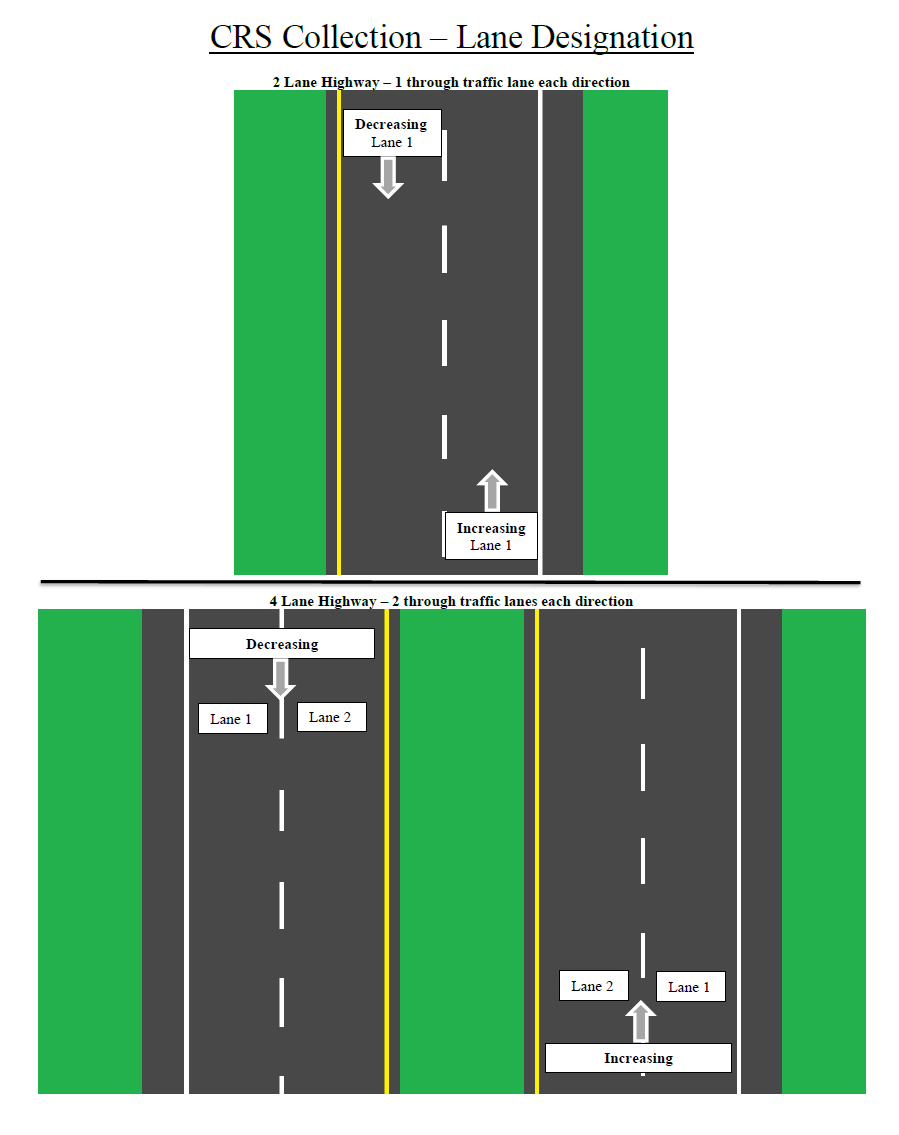 CRS Collection – Lane Designation
2 Lane Highway – 1 through traffic lane each direction
Decreasing
Lane 1
Increasing
Lane 1
4 Lane Highway – 2 through traffic lanes each direction
Decreasing
Lane 1
Lane 2
Lane 2
Lane 1
Increasing